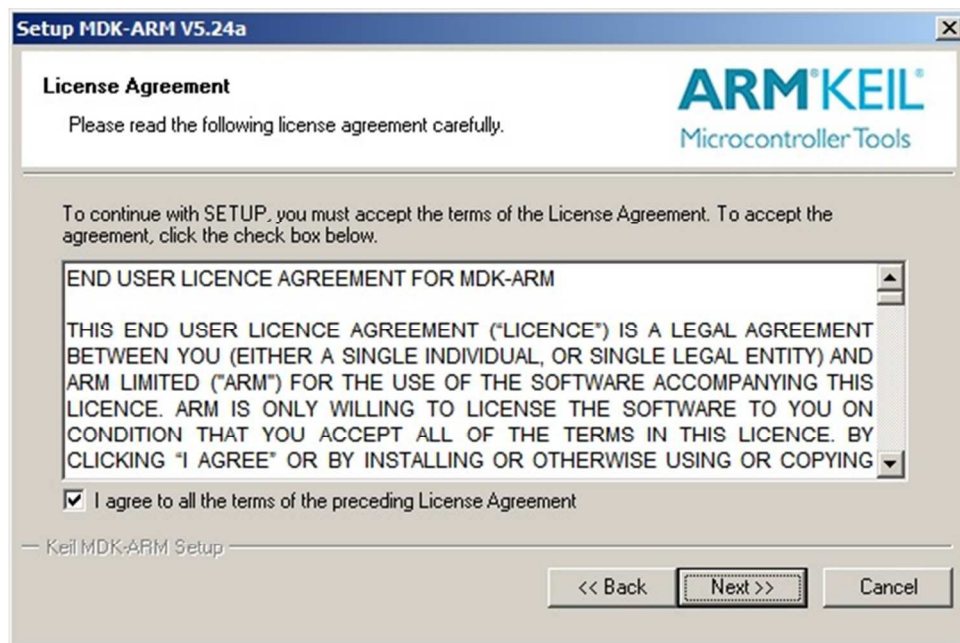 Setup MDK-ARM V5.24a
License Agreement
Please read the following license agreement carefully.
ARM®KEIL®
Microcontroller Tools
To continue with SETUP, you must accept the terms of the License Agreement. To accept the
agreement, click the check box below.
END USER LICENCE AGREEMENT FOR MDK-ARM
THIS END USER LICENCE AGREEMENT (“LICENCE”) IS A LEGAL AGREEMENT
BETWEEN YOU (EITHER A SINGLE INDIVIDUAL, OR SINGLE LEGAL ENTITY) AND
ARM LIMITED ("ARM") FOR THE USE OF THE SOFTWARE ACCOMPANYING THIS
LICENCE. ARM IS ONLY WILLING TO LICENSE THE SOFTWARE TO YOU ON
CONDITION THAT YOU ACCEPT ALL OF THE TERMS IN THIS LICENCE. BY
CLICKING “I AGREE” OR BY INSTALLING OR OTHERWISE USING OR COPYING
I agree to all the terms of the preceding License Agreement
Keil MDK-ARM Setup
<< Back
Next >>
Cancel